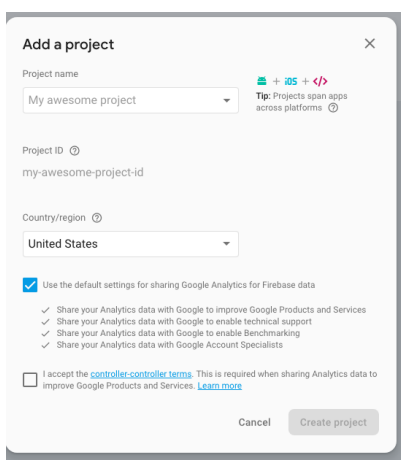 Add a project
Project name
My awesome project
+ iOS + </>
Tip: Projects span apps
across platforms
Project ID
my-awesome-project-id
Country/region
United States
Use the default settings for sharing Google Analytics for Firebase data
Share your Analytics data with Google to improve Google Products and Services
Share your Analytics data with Google to enable technical support
Share your Analytics data with Google to enable Benchmarking
Share your Analytics data with Google Account Specialists
I accept the controller-controller terms. This is required when sharing Analytics data to
improve Google Products and Services. Learn more
Cancel Create project